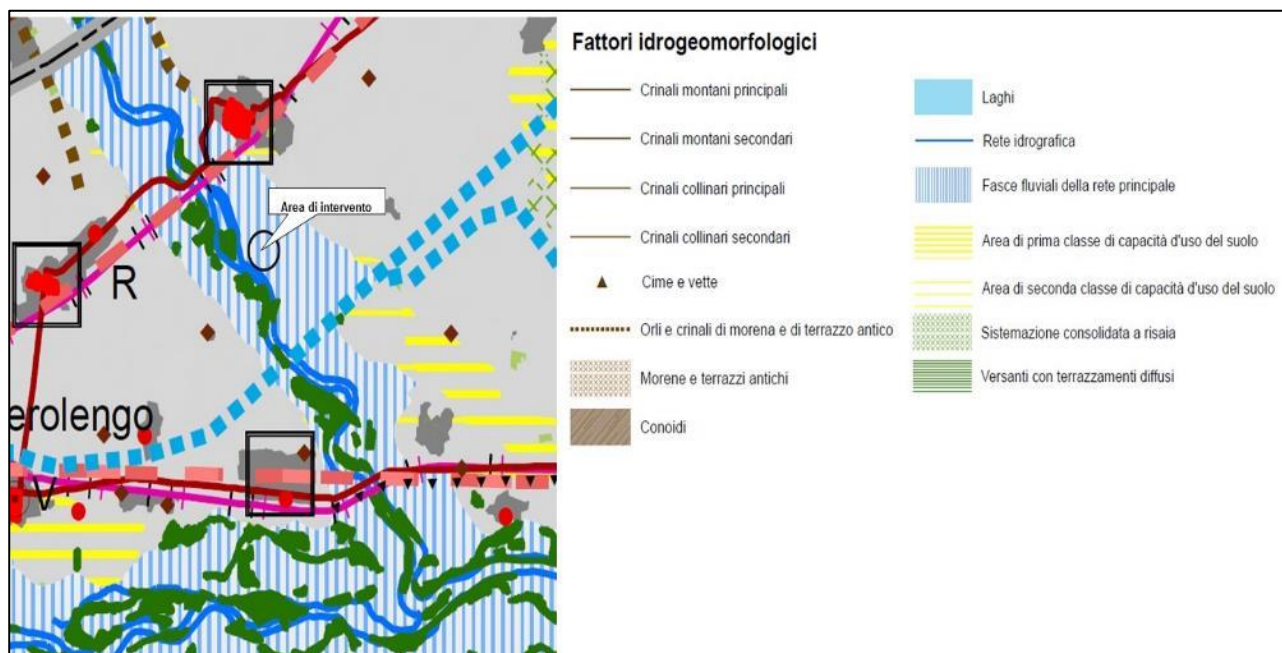 Area di intervento
R
erolengo
V
Fattori idrogeomorfologici
Crinali montani principali
Crinali montani secondari
Crinali collinari principali
Crinali collinari secondari
Cime e vette
Orli e crinali di morena e di terrazzo antico
Morene e terrazzi antichi
Conoidi
Laghi
Rete idrografica
Fasce fluviali della rete principale
Area di prima classe di capacità d'uso del suolo
Area di seconda classe di capacità d'uso del suolo
Sistemazione consolidata a risaia
Versanti con terrazzamenti diffusi